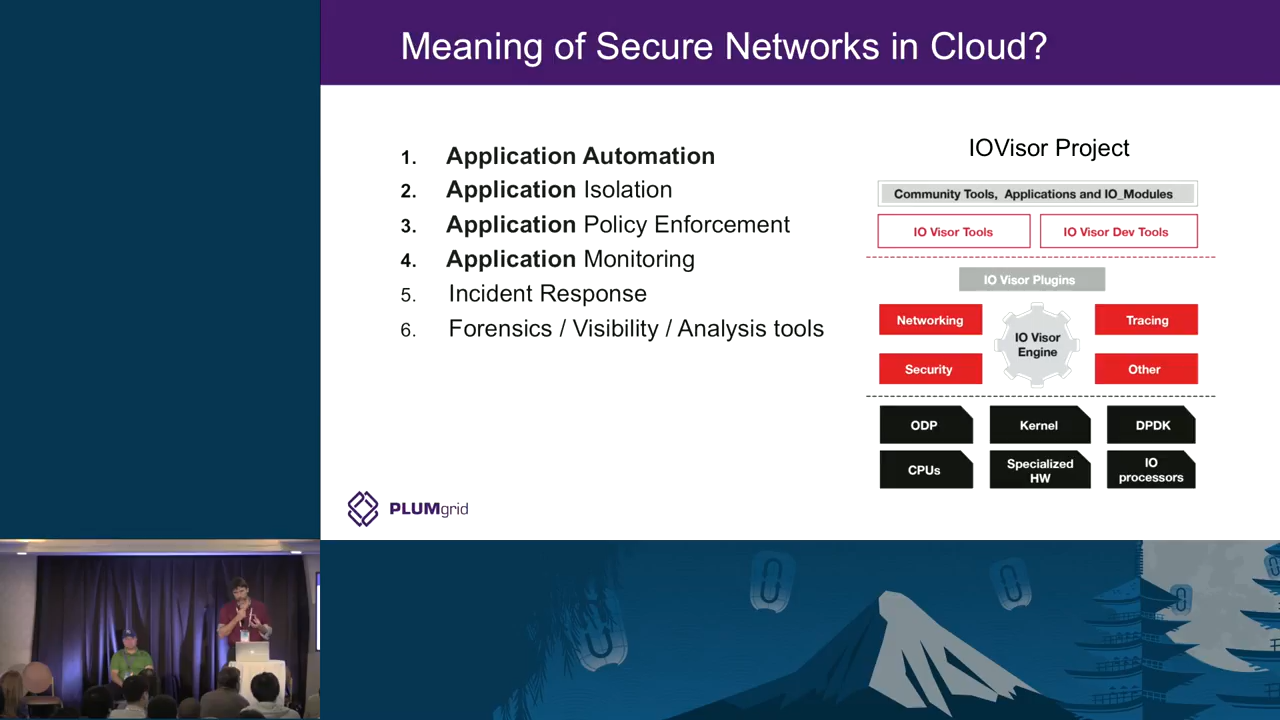 Meaning of Secure Networks in Cloud?
1. Application Automation
2. Application Isolation
3. Application Policy Enforcement
4. Application Monitoring
5. Incident Response
6. Forensics / Visibility / Analysis tools
IOVisor Project
Community Tools, Applications and IO_Modules
IO Visor Tools
IO Visor Dev Tools
IO Visor Plugins
Networking
IO Visor
Engine
Tracing
Security
Other
ODP
Kernel
DPDK
CPUs
Specialized
HW
IO
processors
PLUMgrid